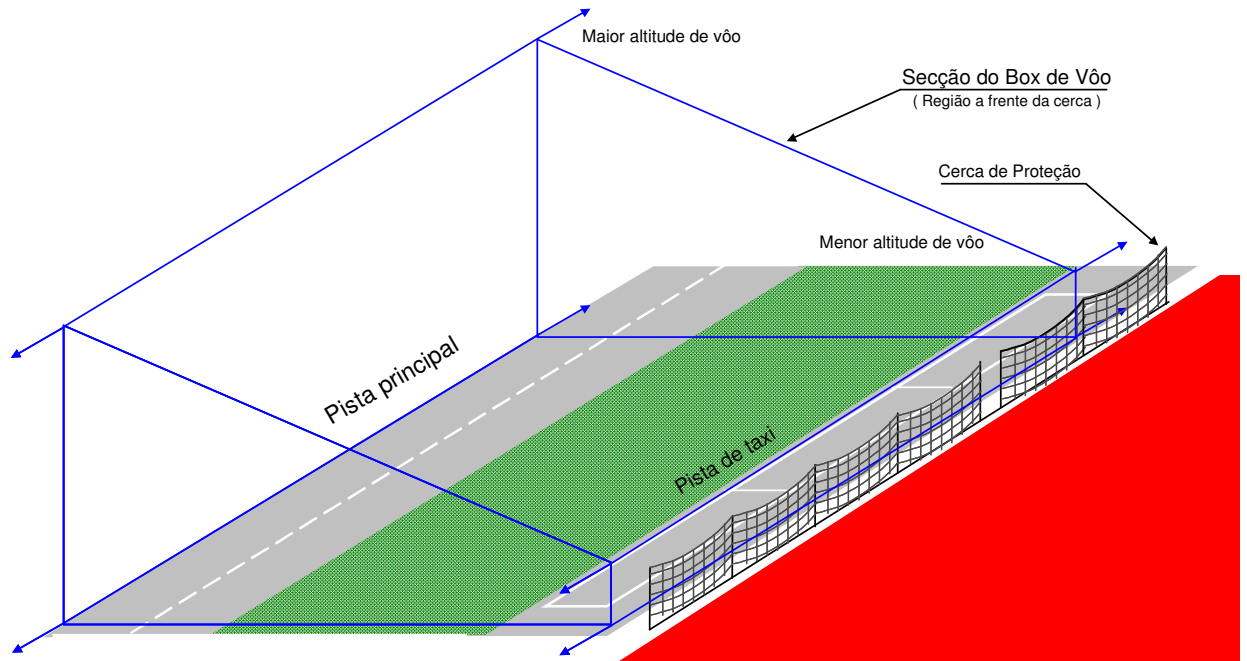 Maior altitude de vôo
Secção do Box de Vôo
( Região a frente da cerca )
Cerca de Proteção
Menor altitude de vôo
Pista principal
Pista de taxi